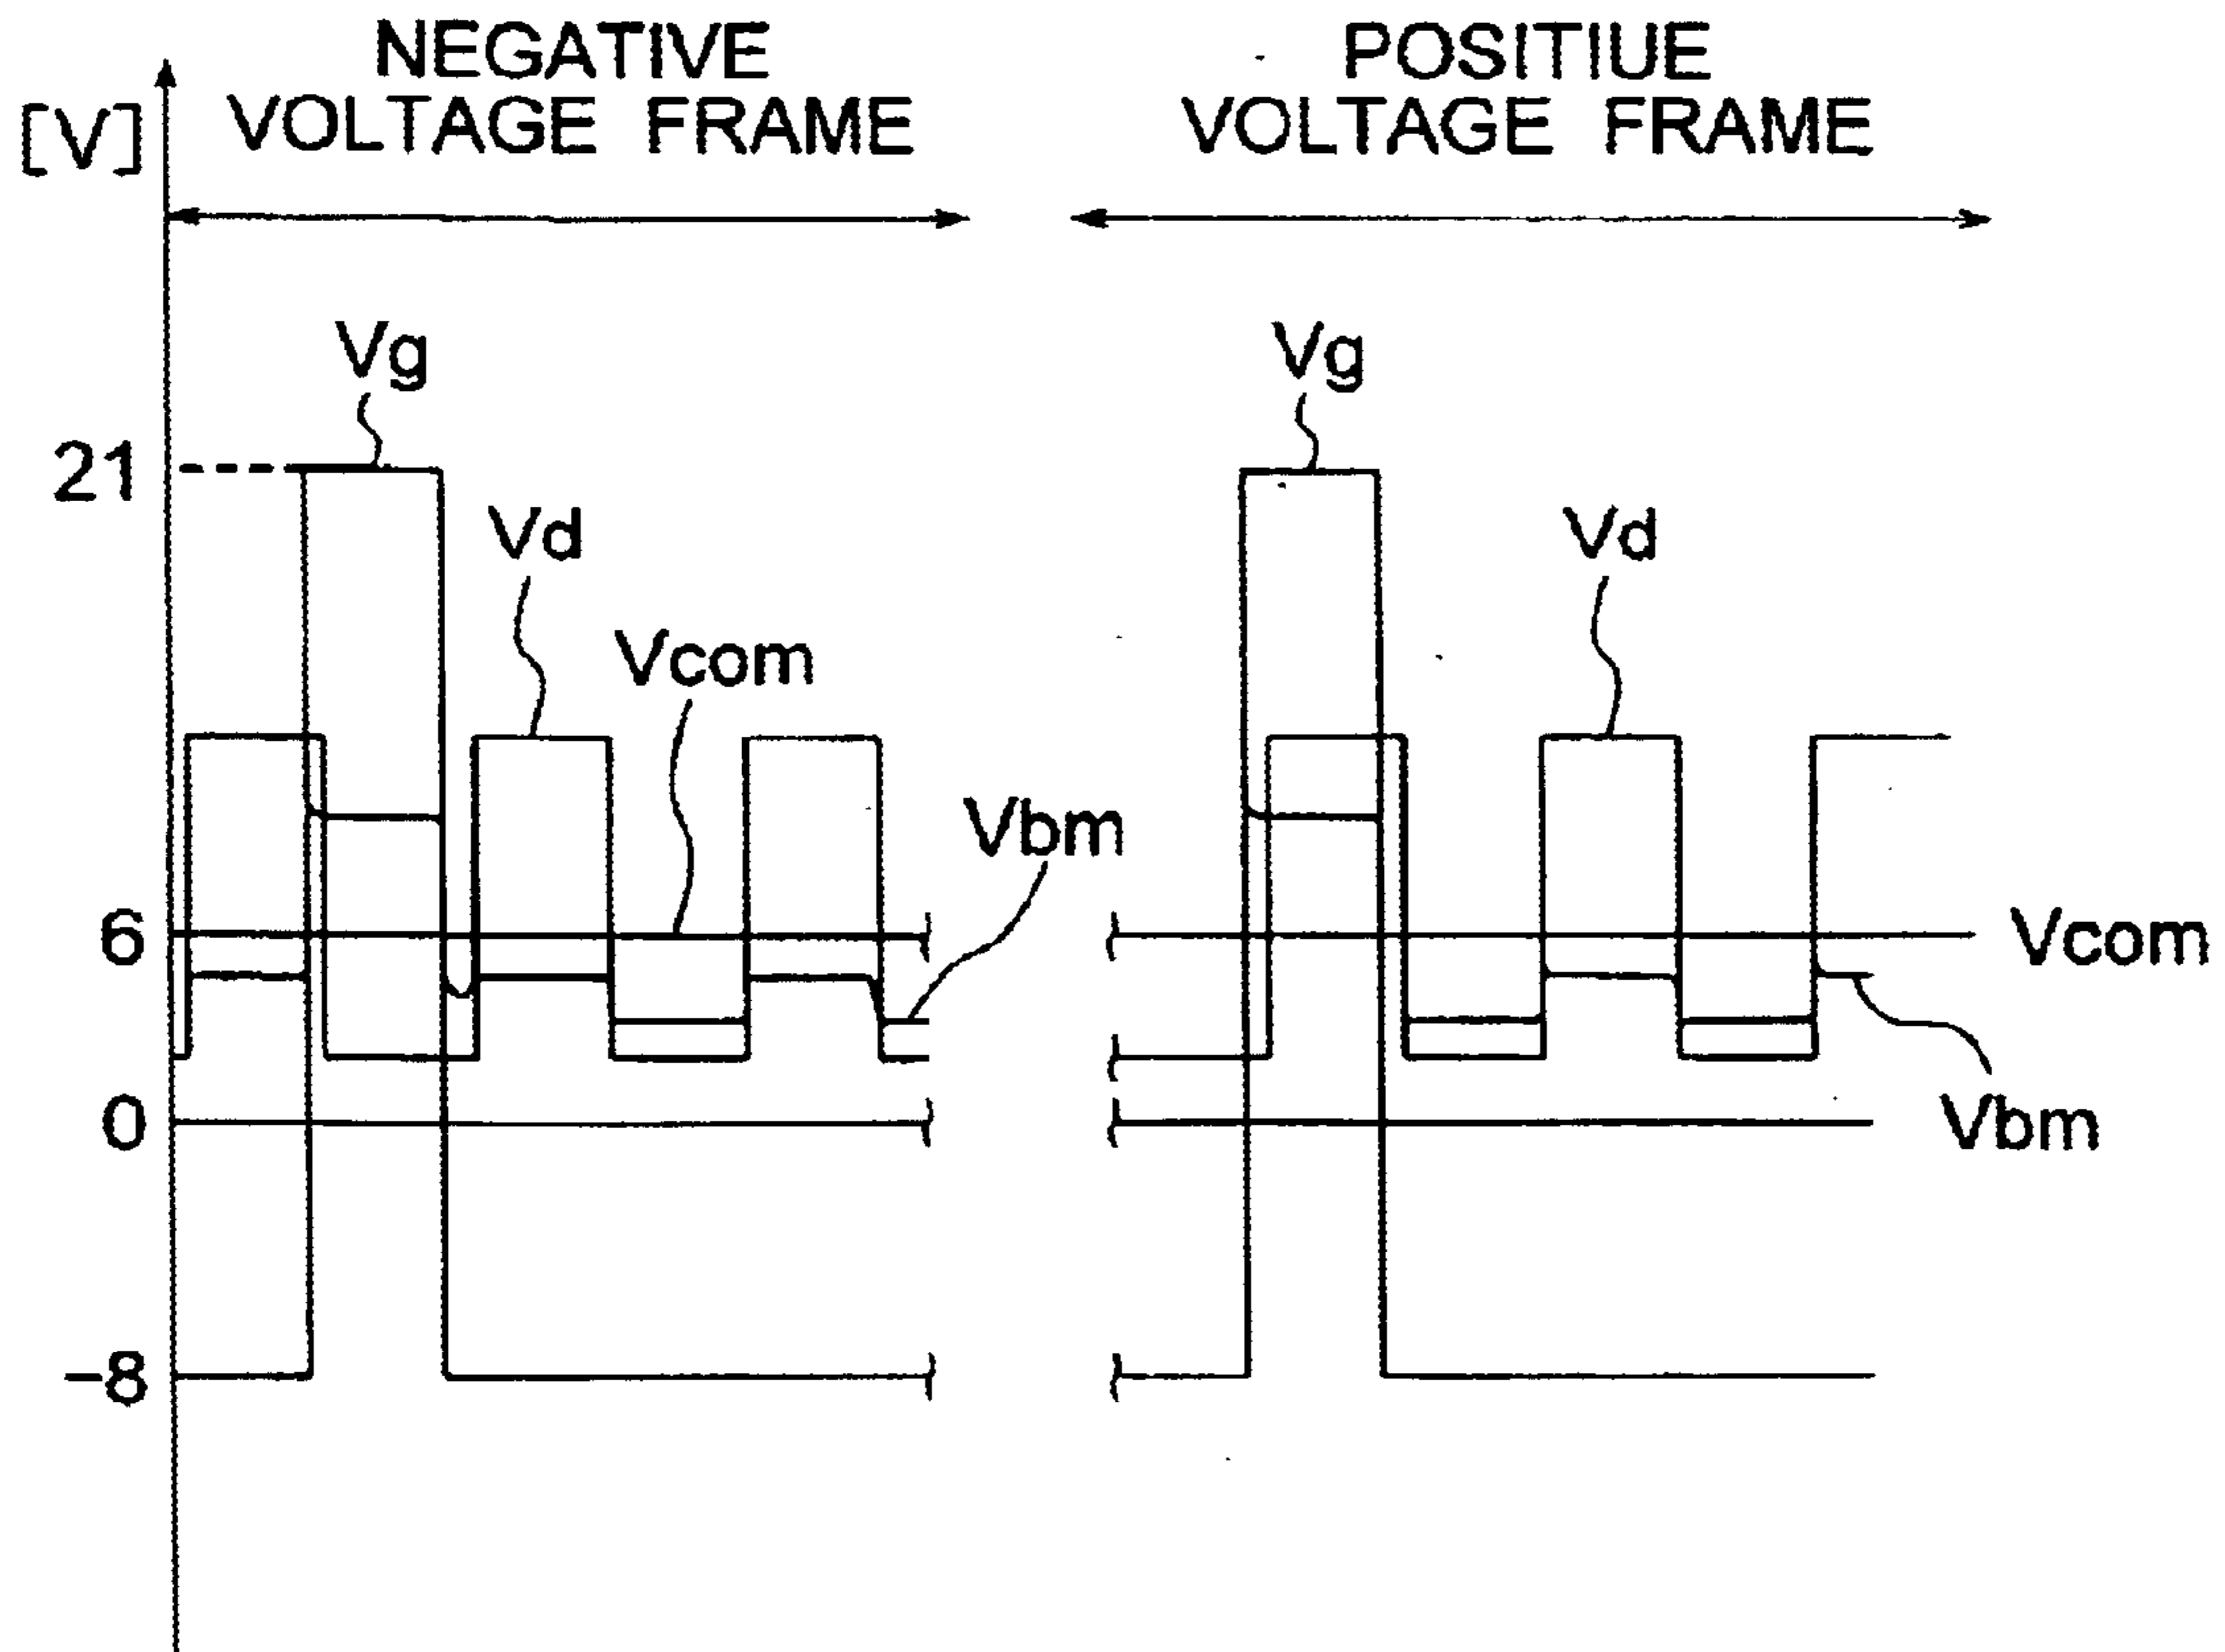 NEGATIVE
VOLTAGE FRAME
POSITIUE
VOLTAGE FRAME
[V]
Vg
Vg
21
Vd
Vd
Vcom
Vbm
6
Vcom
0
Vbm
-8